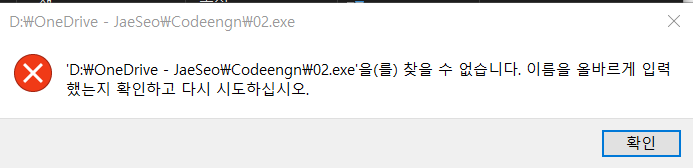 D:₩OneDrive - JaeSeo₩Codeengn₩02.exe
'D:₩OneDrive - JaeSeo₩Codeengn₩02.exe'을(를) 찾을 수 없습니다. 이름을 올바르게 입력
했는지 확인하고 다시 시도하십시오.
확인